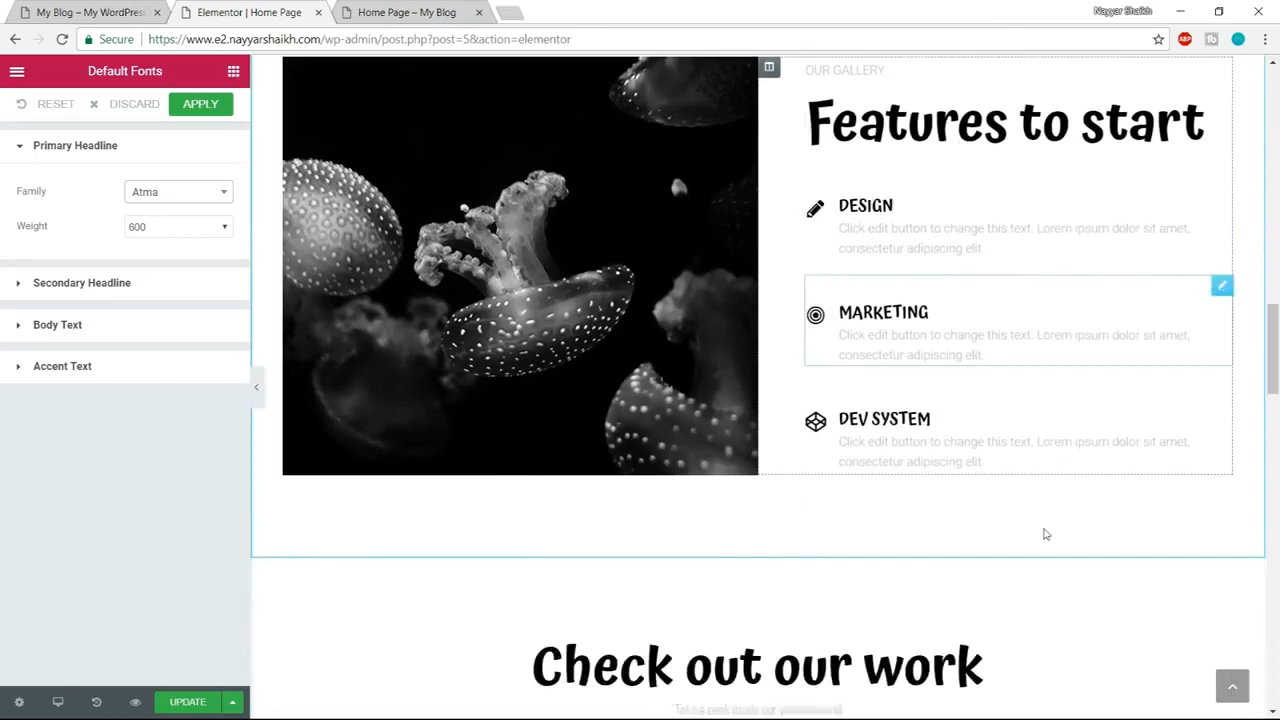 My Blog – My WordPress
Elementor | Home Page
Home Page – My Blog
Nayyar Shaikh
Secure
https://www.e2.nayyarshaikh.com/wp-admin/post.php?post=5&action=elementor
ABP
Default Fonts
RESET
DISCARD
APPLY
Primary Headline
Family
Atma
Weight
600
Secondary Headline
Body Text
Accent Text
UPDATE
OUR GALLERY
Features to start
DESIGN
Click edit button to change this text. Lorem ipsum dolor sit amet,
consectetur adipiscing elit.
MARKETING
Click edit button to change this text. Lorem ipsum dolor sit amet,
consectetur adipiscing elit.
DEV SYSTEM
Click edit button to change this text. Lorem ipsum dolor sit amet,
consectetur adipiscing elit.
Check out our work